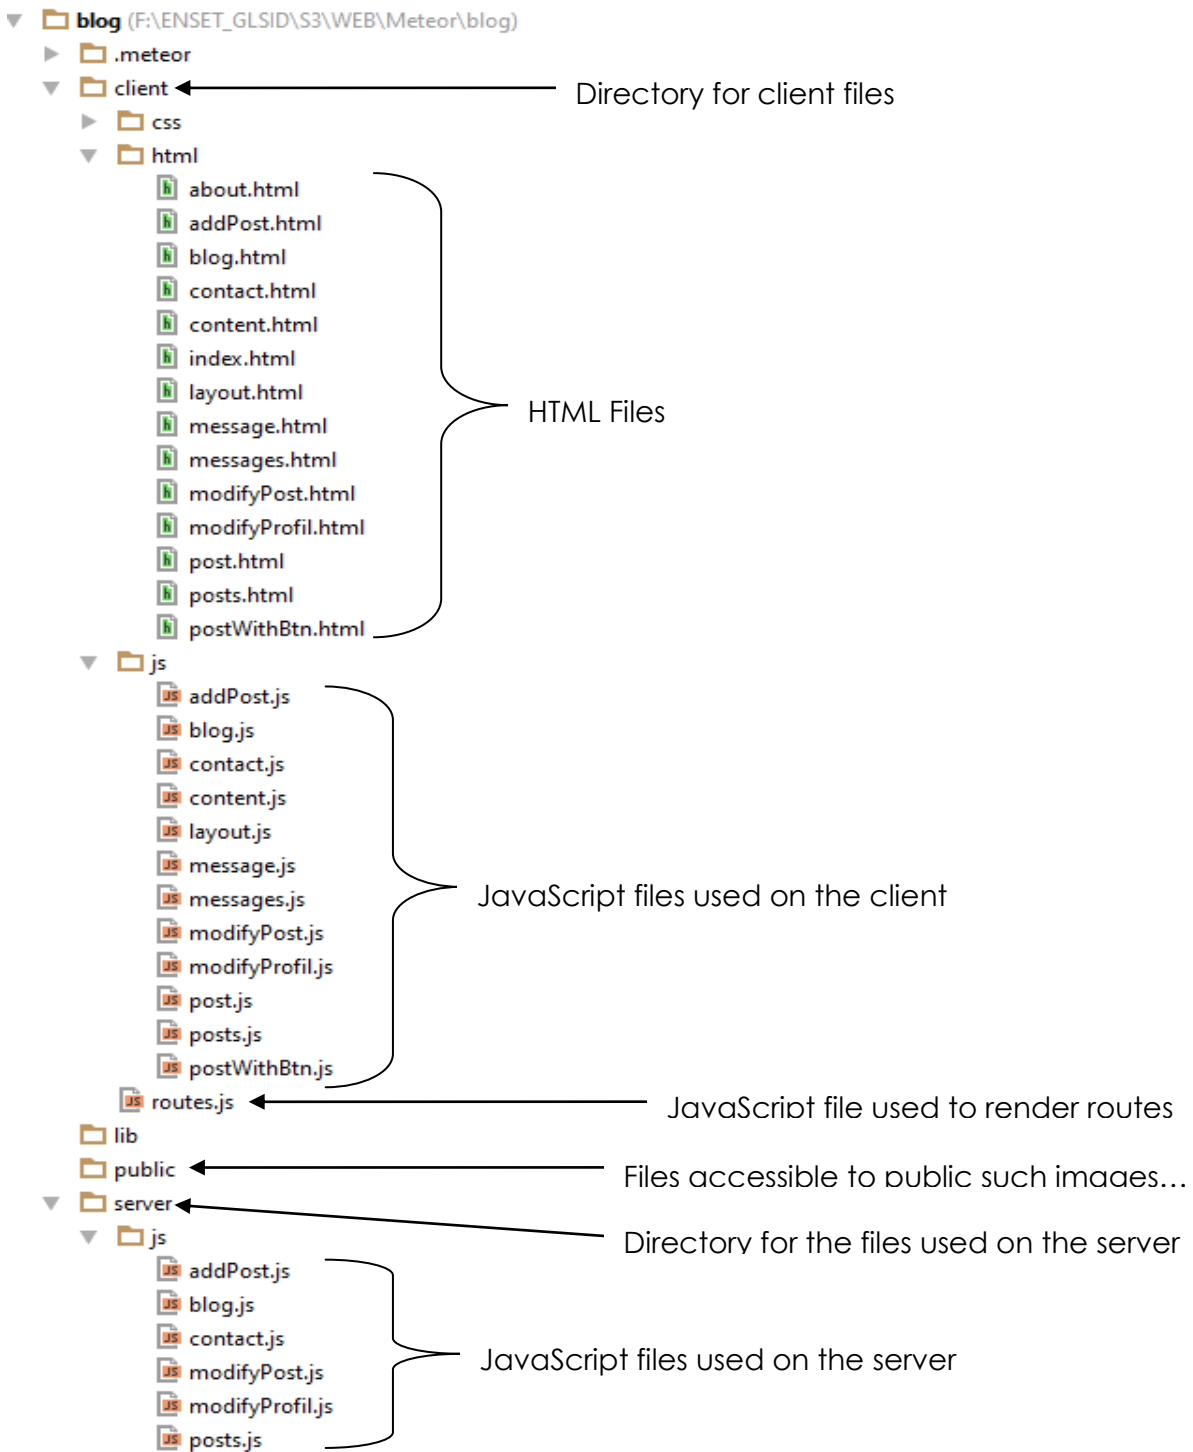 blog (F:\ENSET_GLSID\S3\WEB\Meteor\blog)
.meteor
client
Directory for client files
css
html
about.html
addPost.html
blog.html
contact.html
content.html
index.html
layout.html
message.html
HTML Files
messages.html
modifyPost.html
modifyProfil.html
post.html
posts.html
postWithBtn.html
js
addPost.js
blog.js
contact.js
content.js
layout.js
message.js
messages.js
JavaScript files used on the client
modifyPost.js
modifyProfil.js
post.js
posts.js
postWithBtn.js
routes.js
JavaScript file used to render routes
lib
public
Files accessible to public such images…
server
Directory for the files used on the server
js
addPost.js
blog.js
contact.js
JavaScript files used on the server
modifyPost.js
modifyProfil.js
posts.js